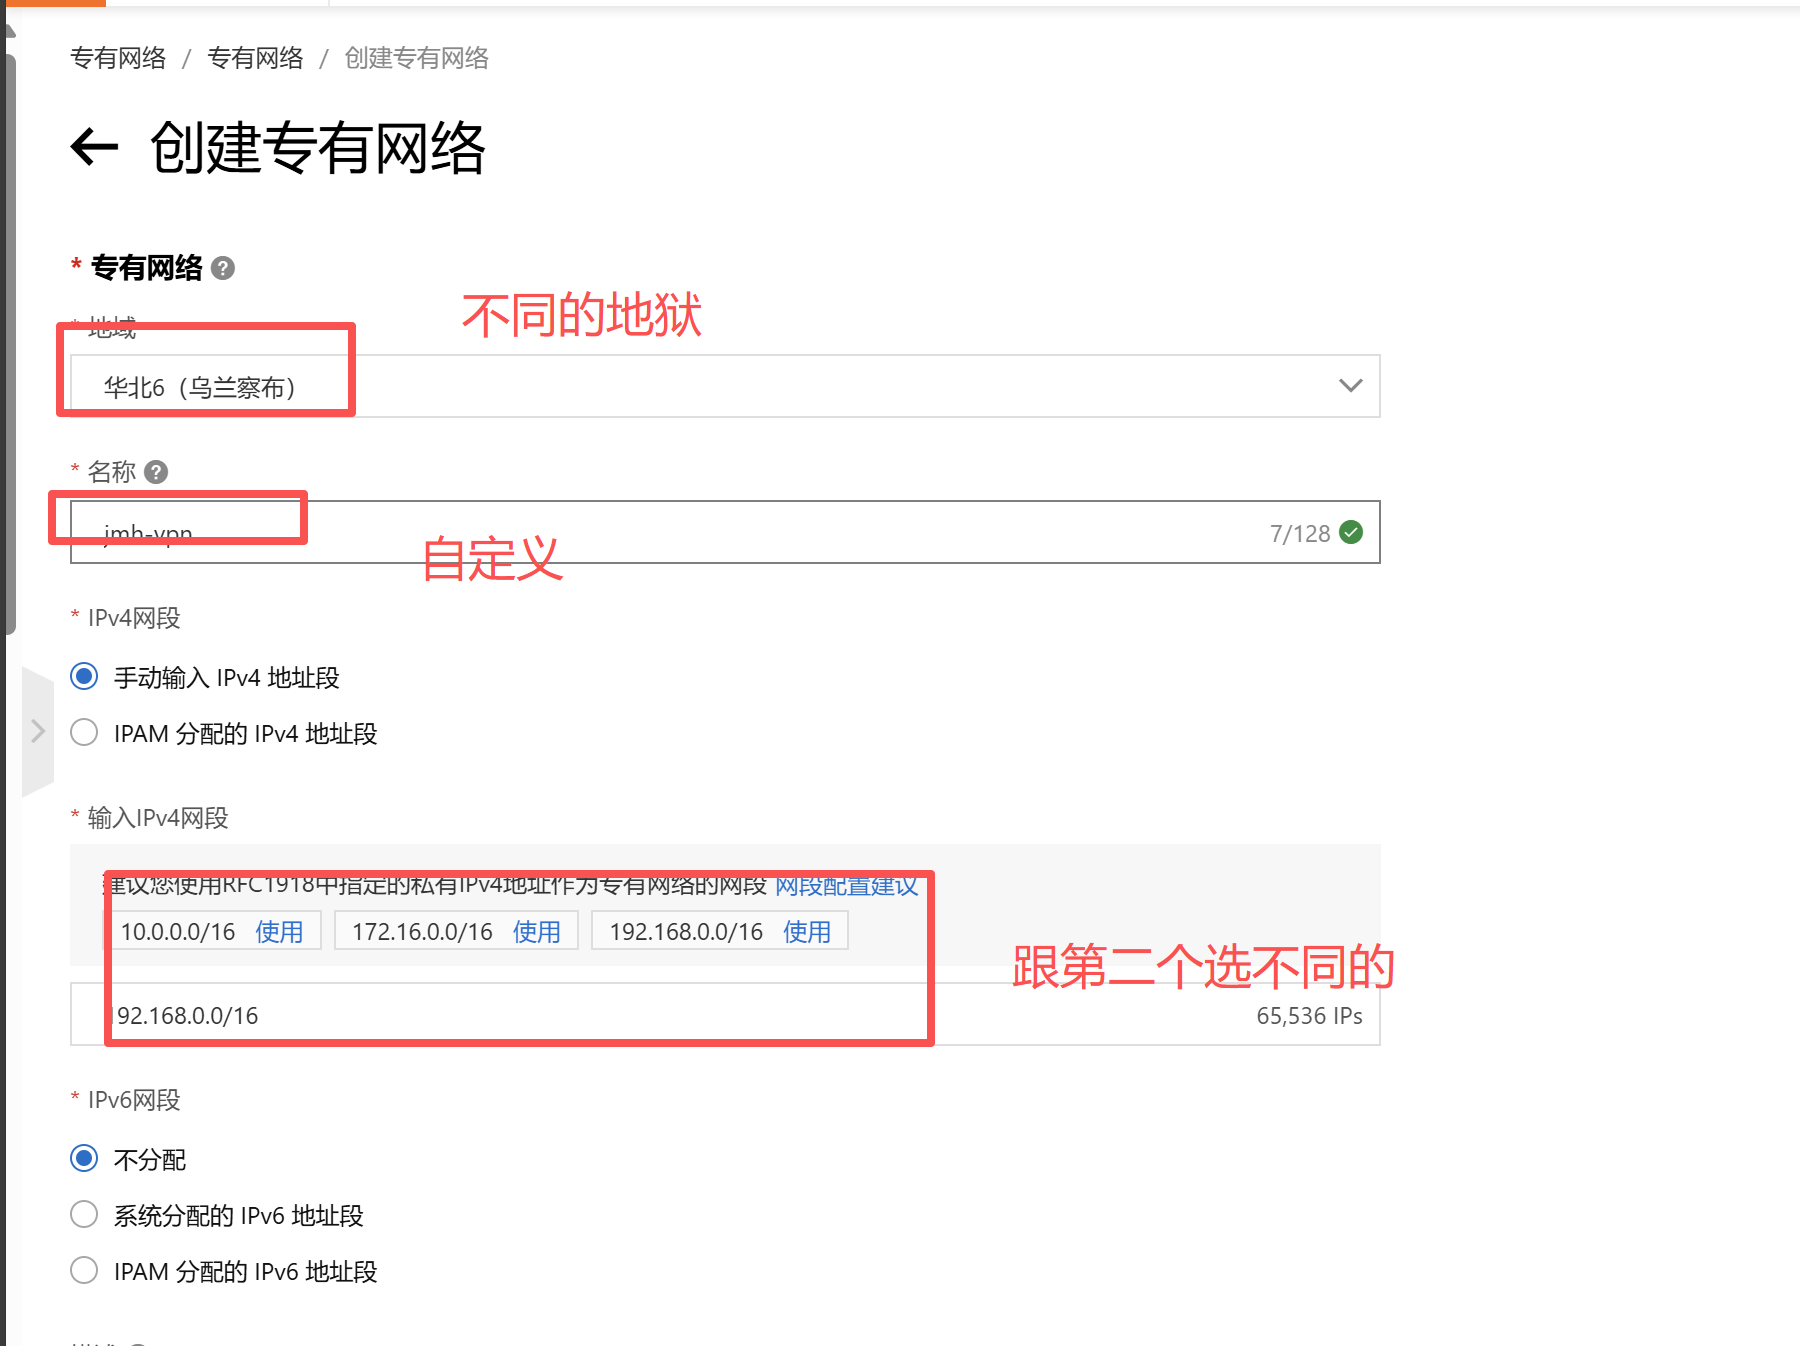 专有网络 / 专有网络 / 创建专有网络
创建专有网络
* 专有网络
不同的地狱
* 地域
华北6（乌兰察布）
* 名称
jmh-vpn
7/128
自定义
* IPv4网段
手动输入 IPv4 地址段
IPAM 分配的 IPv4 地址段
* 输入IPv4网段
建议您使用RFC1918中指定的私有IPv4地址作为专有网络的网段 网段配置建议
10.0.0.0/16 使用 172.16.0.0/16 使用 192.168.0.0/16 使用
跟第二个选不同的
192.168.0.0/16
65,536 IPs
* IPv6网段
不分配
系统分配的 IPv6 地址段
IPAM 分配的 IPv6 地址段